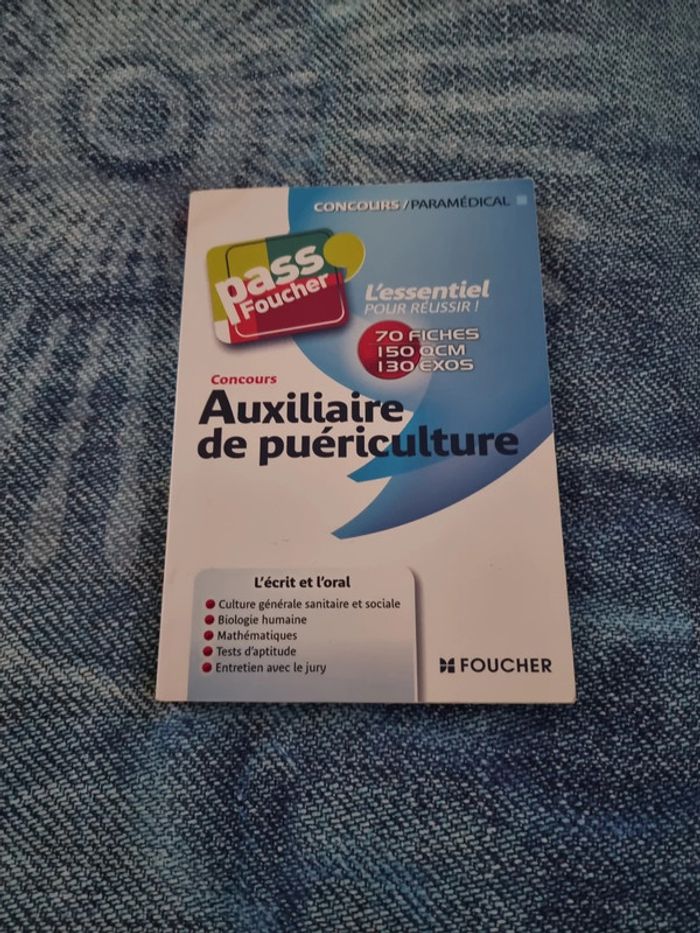 CONCOURS / PARAMÉDICAL
pass
Foucher
L'essentiel
POUR RÉUSSIR !
70 FICHES
150 QCM
130 EXOS
Concours
Auxiliaire
de puériculture
L'écrit et l'oral
Culture générale sanitaire et sociale
Biologie humaine
Mathématiques
Tests d'aptitude
Entretien avec le jury
FOUCHER